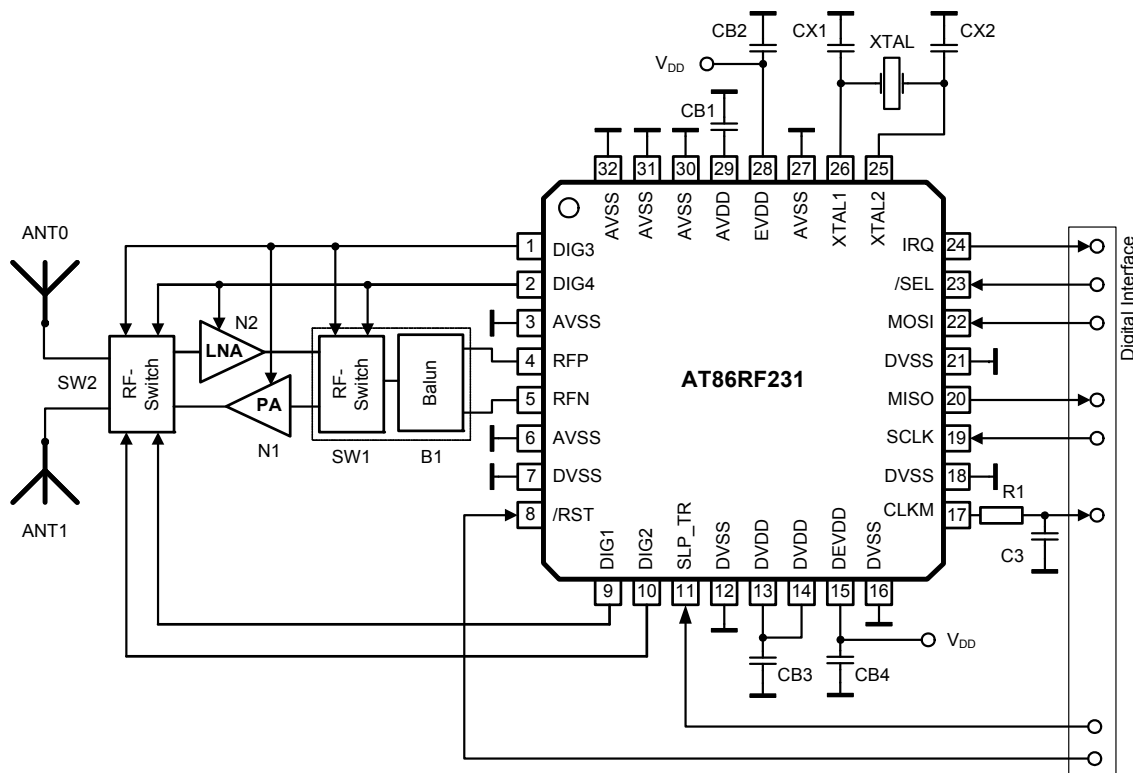 CB2
CX1
XTAL
CX2
VDD
CB1
32
31
30
29
28
27
26
25
AVSS
AVSS
AVSS
AVDD
EVDD
AVSS
XTAL1
XTAL2
ANT0
ANT1
SW2
RF-
Switch
N2
LNA
PA
N1
RF-
Switch
SW1
Balun
B1
1
DIG3
2
DIG4
3
AVSS
4
RFP
5
RFN
6
AVSS
7
DVSS
8
/RST
AT86RF231
IRQ
24
/SEL
23
MOSI
22
DVSS
21
MISO
20
SCLK
19
DVSS
18
CLKM
17
R1
C3
Digital Interface
DIG1
DIG2
SLP_TR
DVSS
DVDD
DVDD
DEVDD
DVSS
9
10
11
12
13
14
15
16
VDD
CB3
CB4